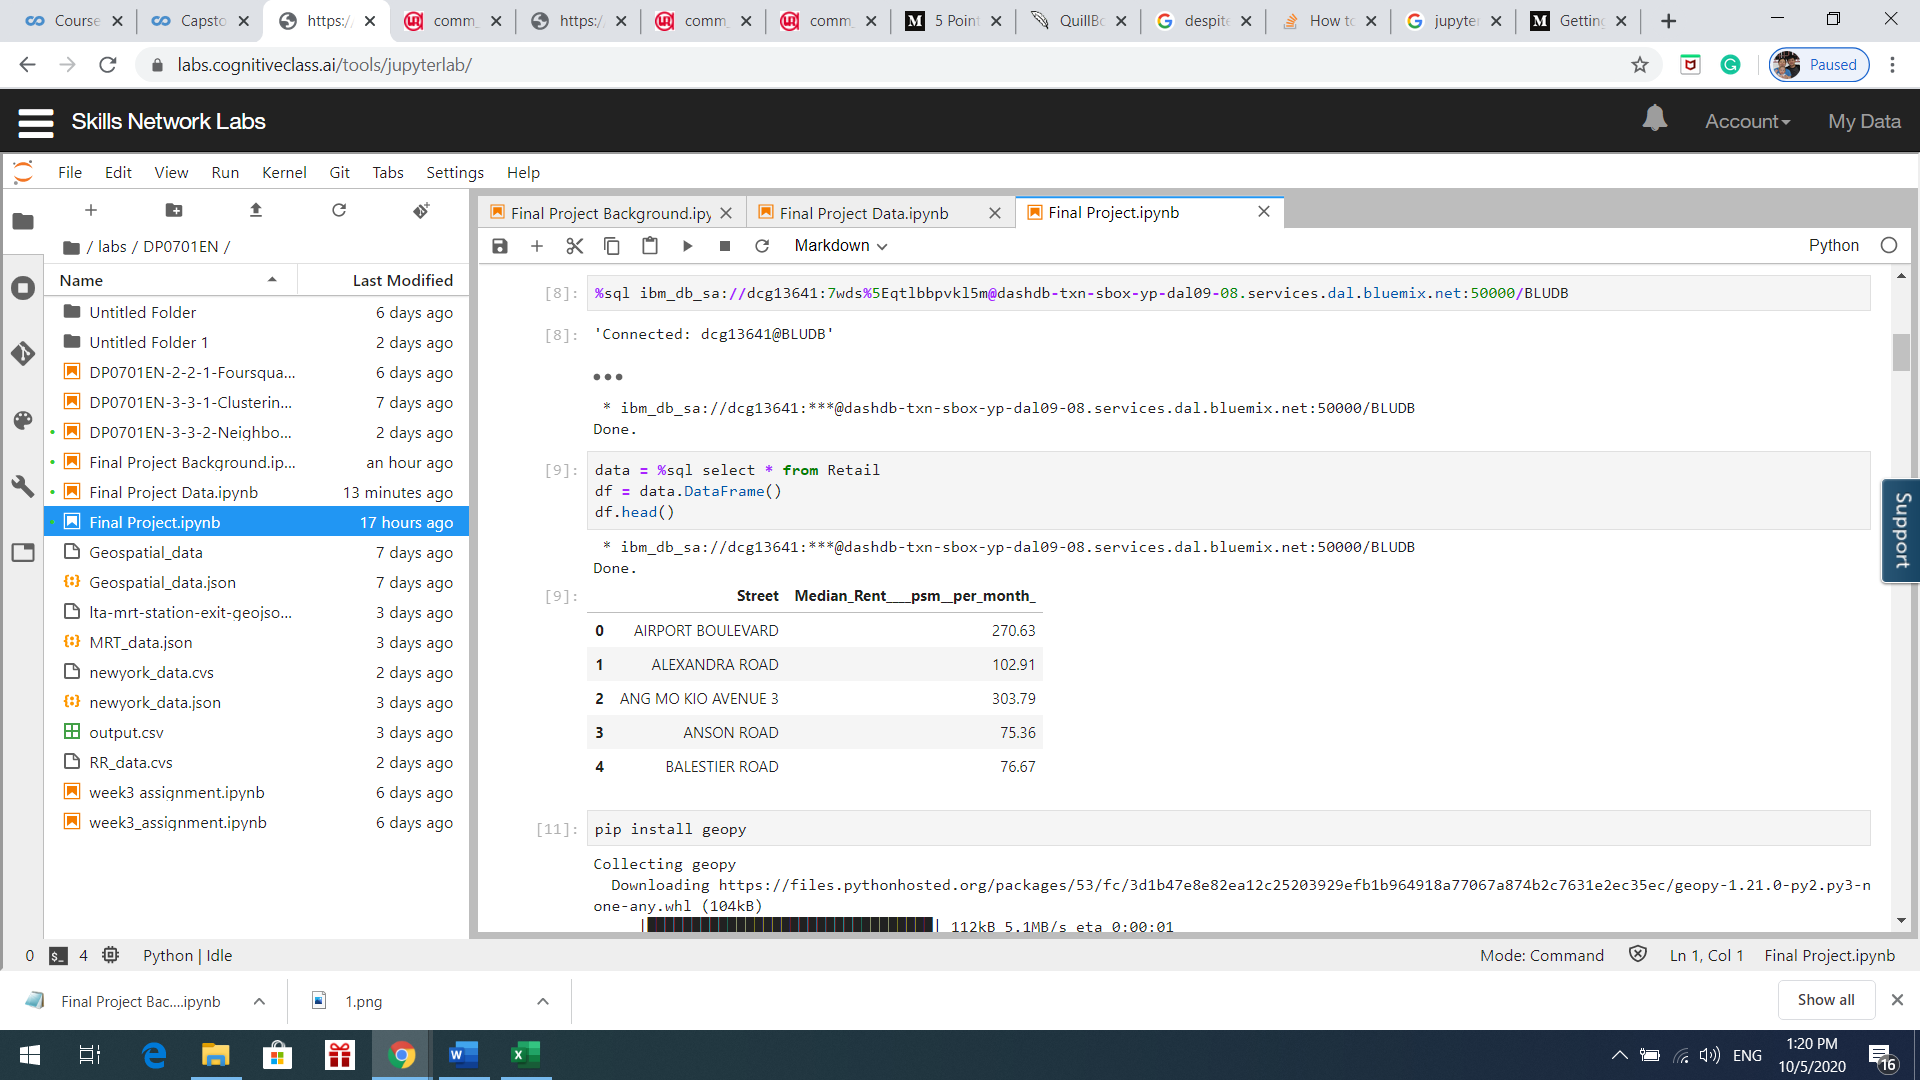 Course
Capsto
https:/
comm_
https:/
comm_
comm_
5 Point
QuillBo
despite
How to
jupyter
Getting
labs.cognitiveclass.ai/tools/jupyterlab/
Paused
Skills Network Labs
Account
My Data
File Edit View Run Kernel Git Tabs Settings Help
/ labs / DP0701EN /
Name Last Modified
Untitled Folder 6 days ago
Untitled Folder 1 2 days ago
DP0701EN-2-2-1-Foursqua... 6 days ago
DP0701EN-3-3-1-Clusterin... 7 days ago
DP0701EN-3-3-2-Neighbo... 2 days ago
Final Project Background.ip... an hour ago
Final Project Data.ipynb 13 minutes ago
Final Project.ipynb 17 hours ago
Geospatial_data 7 days ago
Geospatial_data.json 7 days ago
lta-mrt-station-exit-geojso... 3 days ago
MRT_data.json 3 days ago
newyork_data.cvs 2 days ago
newyork_data.json 3 days ago
output.csv 3 days ago
RR_data.cvs 2 days ago
week3 assignment.ipynb 6 days ago
week3_assignment.ipynb 6 days ago
Final Project Background.ipy
Final Project Data.ipynb
Final Project.ipynb
Markdown
Python
[8]: %sql ibm_db_sa://dcg13641:7wds%5Eqtlbbpvkl5m@dashdb-txn-sbox-yp-dal09-08.services.dal.bluemix.net:50000/BLUDB
[8]: 'Connected: dcg13641@BLUDB'
* ibm_db_sa://dcg13641:***@dashdb-txn-sbox-yp-dal09-08.services.dal.bluemix.net:50000/BLUDB
Done.
[9]: data = %sql select * from Retail
df = data.DataFrame()
df.head()
* ibm_db_sa://dcg13641:***@dashdb-txn-sbox-yp-dal09-08.services.dal.bluemix.net:50000/BLUDB
Done.
[9]: Street Median_Rent____psm__per_month_
0 AIRPORT BOULEVARD 270.63
1 ALEXANDRA ROAD 102.91
2 ANG MO KIO AVENUE 3 303.79
3 ANSON ROAD 75.36
4 BALESTIER ROAD 76.67
[11]: pip install geopy
Collecting geopy
Downloading https://files.pythonhosted.org/packages/53/fc/3d1b47e8e82ea12c25203929efb1b964918a77067a874b2c7631e2ec35ec/geopy-1.21.0-py2.py3-n
one-any.whl (104kB)
112kB 5.1MB/s eta 0:00:01
Support
0 4 Python | Idle
Mode: Command Ln 1, Col 1 Final Project.ipynb
Final Project Bac....ipynb
1.png
Show all
ENG
1:20 PM
10/5/2020
16